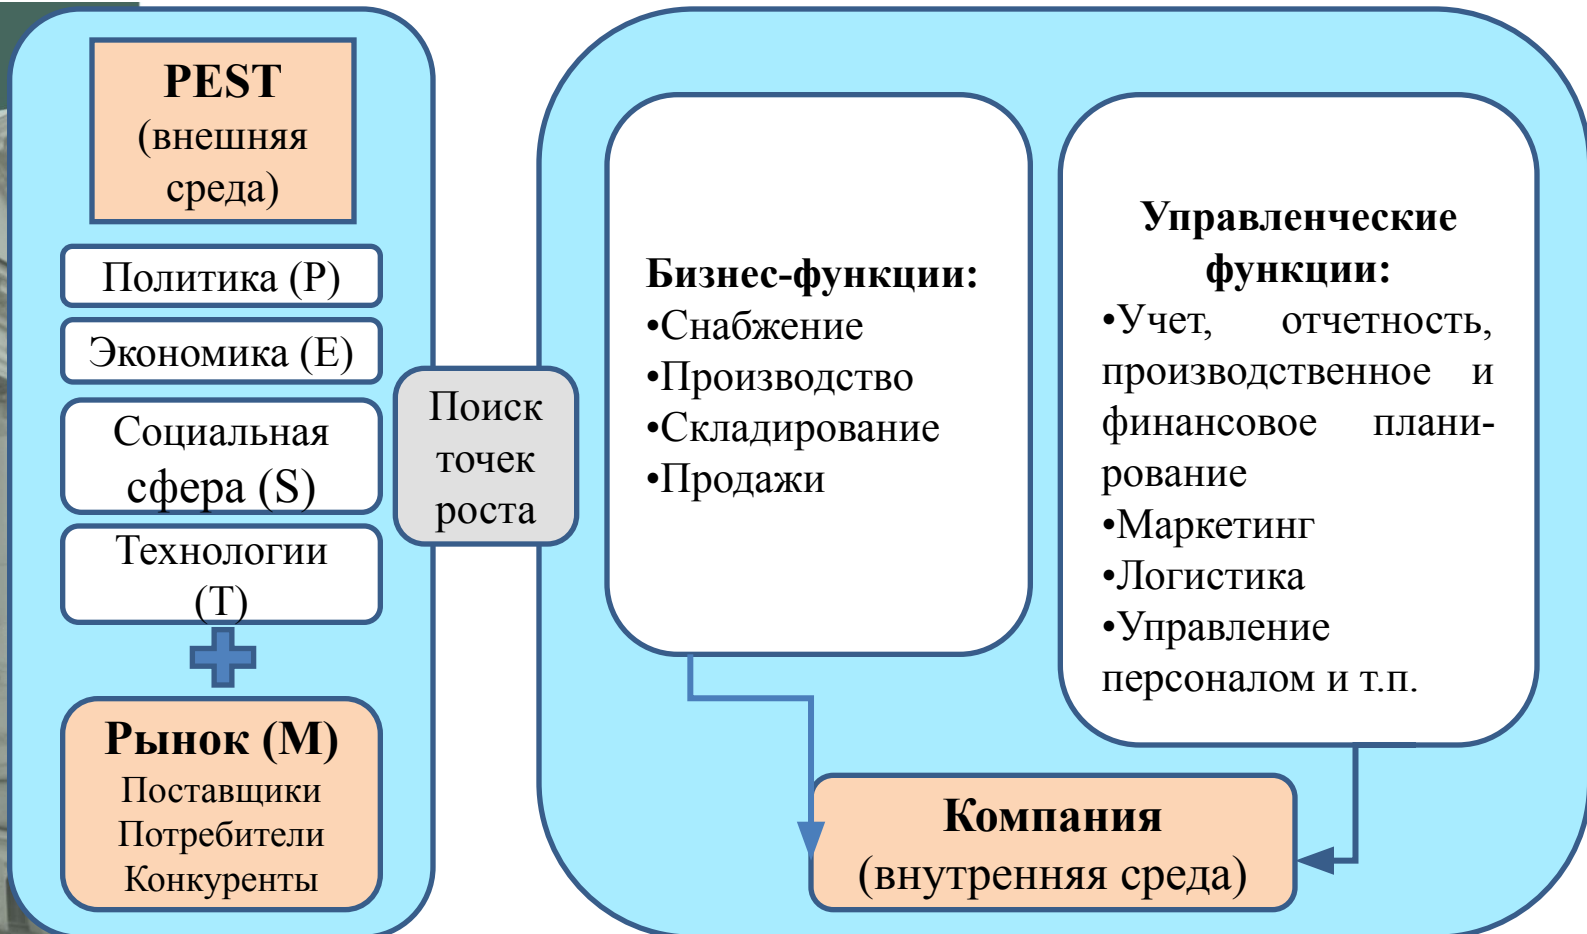 PEST
(внешняя
среда)
Политика (P)
Экономика (E)
Социальная
сфера (S)
Технологии
(T)
Рынок (M)
Поставщики
Потребители
Конкуренты
Поиск
точек
роста
Бизнес-функции:
•Снабжение
•Производство
•Складирование
•Продажи
Управленческие
функции:
•Учет, отчетность,
производственное и
финансовое плани-
рование
•Маркетинг
•Логистика
•Управление
персоналом и т.п.
Компания
(внутренняя среда)